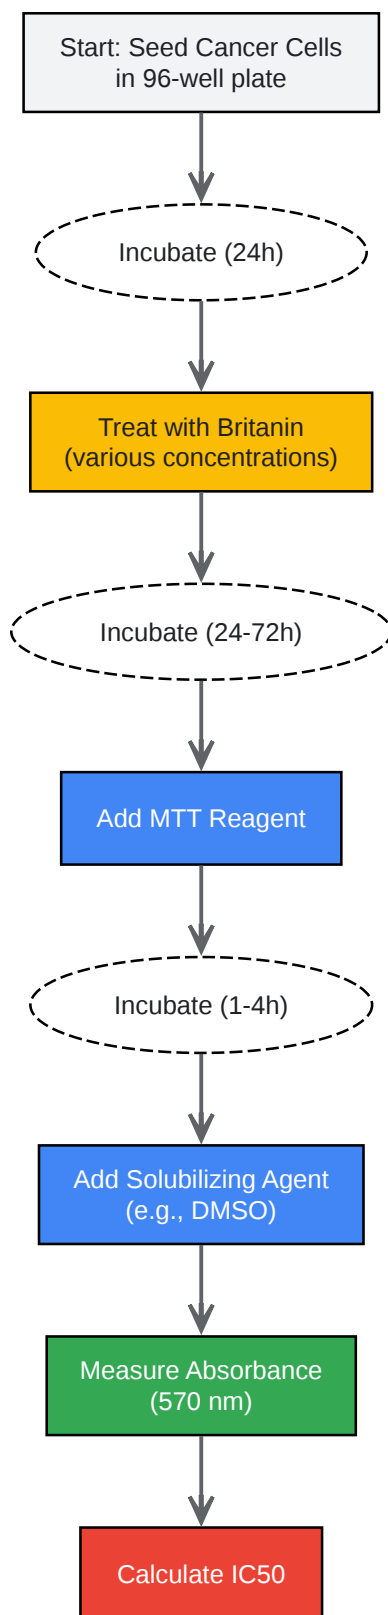 Start: Seed Cancer Cells
in 96-well plate
Incubate (24h)
Treat with Britanin
(various concentrations)
Incubate (24-72h)
Add MTT Reagent
Incubate (1-4h)
Add Solubilizing Agent
(e.g., DMSO)
Measure Absorbance
(570 nm)
Calculate IC50